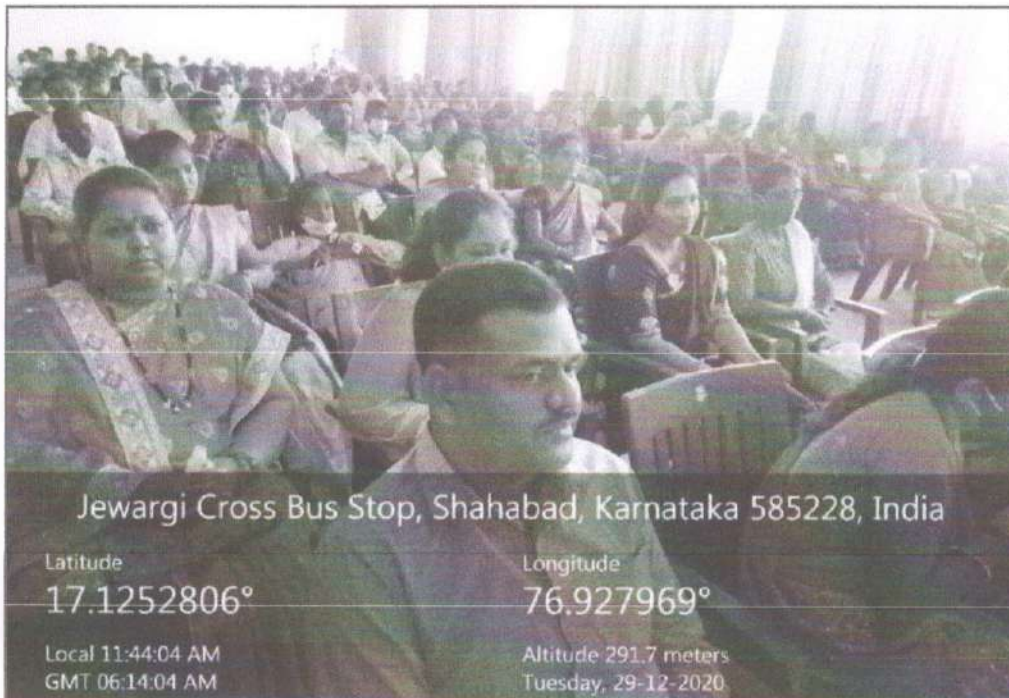 Jewargi Cross Bus Stop, Shahabad, Karnataka 585228, India
Latitude
17.1252806°
Longitude
76.927969°
Local 11:44:04 AM
GMT 06:14:04 AM
Altitude 291.7 meters
Tuesday, 29-12-2020